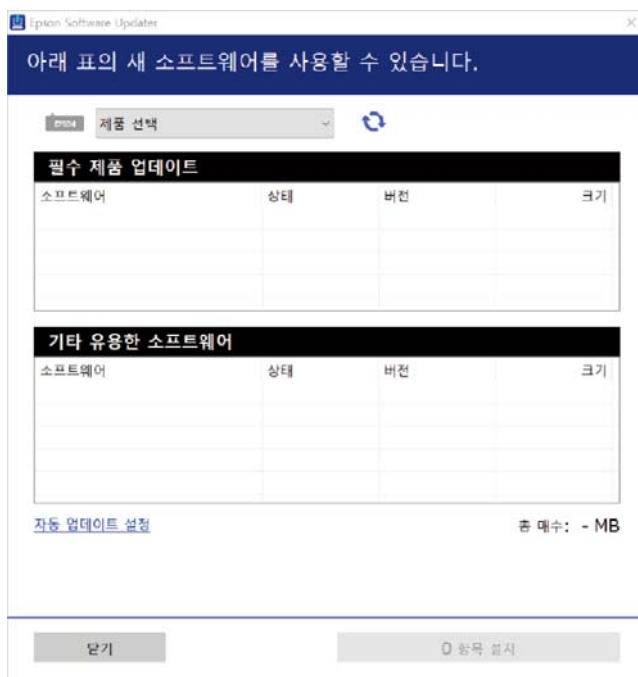 Epson Software Updater
아래 표의 새 소프트웨어를 사용할 수 있습니다.
EPSON 제품 선택
필수 제품 업데이트
소프트웨어 상태 버전 크기
기타 유용한 소프트웨어
소프트웨어 상태 버전 크기
자동 업데이트 설정 총 매수: - MB
닫기 0 항목 설치